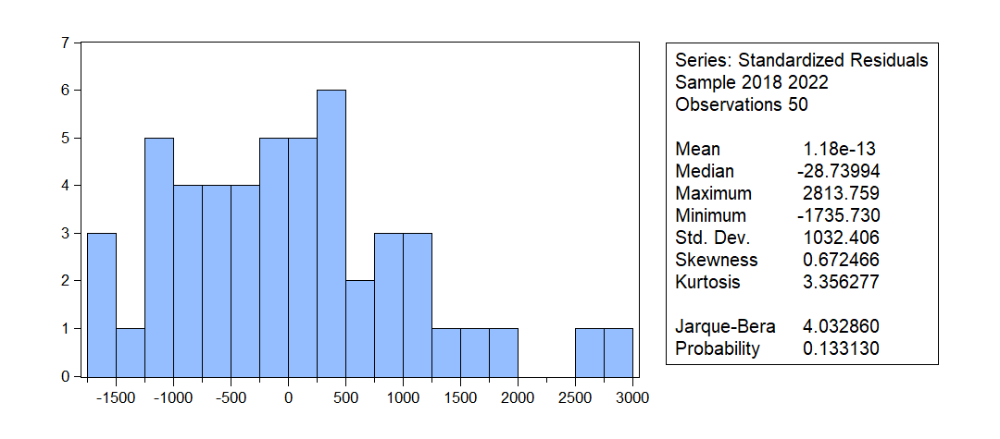 7
6
5
4
3
2
1
0
-1500 -1000 -500 0 500 1000 1500 2000 2500 3000
Series: Standardized Residuals
Sample 2018 2022
Observations 50
Mean 1.18e-13
Median -28.73994
Maximum 2813.759
Minimum -1735.730
Std. Dev. 1032.406
Skewness 0.672466
Kurtosis 3.356277
Jarque-Bera 4.032860
Probability 0.133130